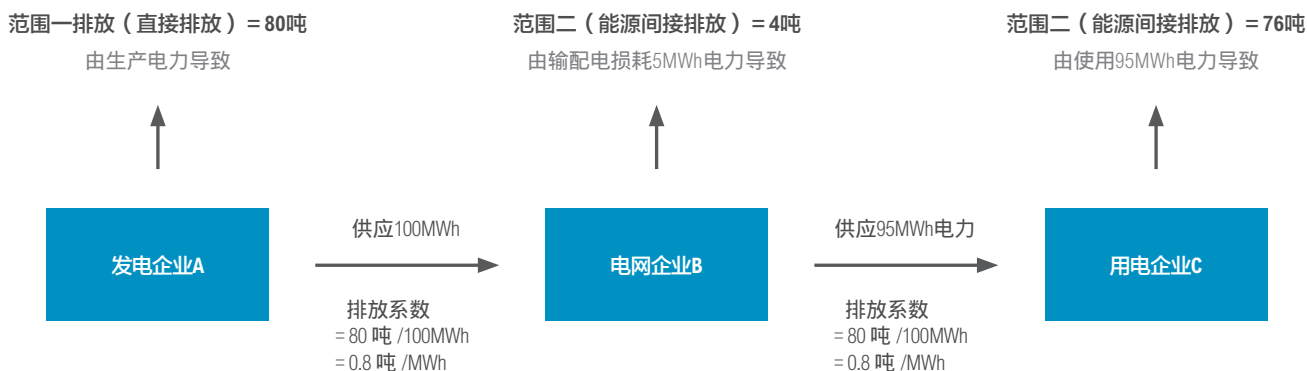 范围一排放（直接排放）=80吨
由生产电力导致
范围二（能源间接排放）=4吨
由输配电损耗5MWh电力导致
范围二（能源间接排放）=76吨
由使用95MWh电力导致
发电企业A
供应100MWh
排放系数
= 80 吨 /100MWh
= 0.8 吨 /MWh
电网企业B
供应95MWh电力
排放系数
= 80 吨 /100MWh
= 0.8 吨 /MWh
用电企业C